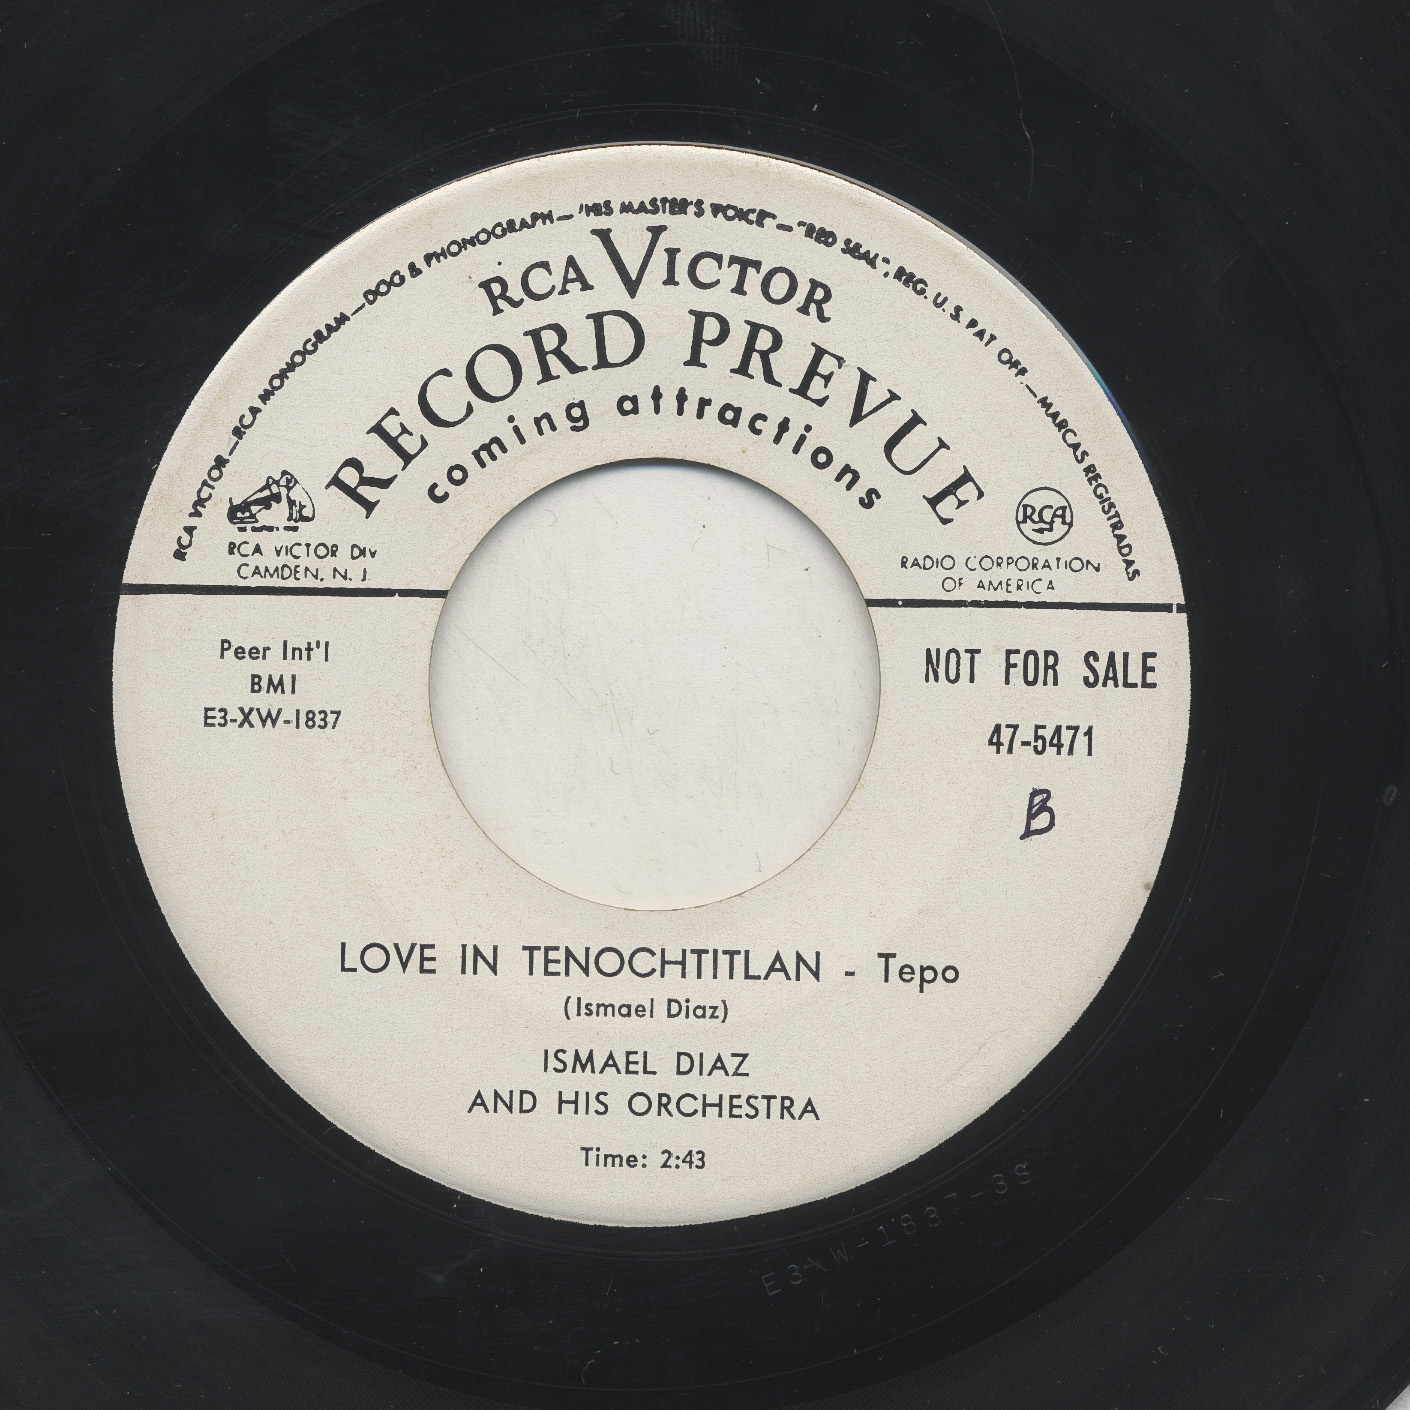 RCA VICTOR—RCA MONOGRAM—DOG & PHONOGRAPH—"HIS MASTER'S VOICE"—"RED SEAL", REG. U. S. PAT OFF.—MARCAS REGISTRADAS
RCA VICTOR
RECORD PREVUE
coming attractions
RCA VICTOR DIV
CAMDEN, N. J
RCA
RADIO CORPORATION
OF AMERICA
Peer Int'l
BMI
E3-XW-1837
NOT FOR SALE
47-5471
B
LOVE IN TENOCHTITLAN - Tepo
(Ismael Diaz)
ISMAEL DIAZ
AND HIS ORCHESTRA
Time: 2:43
E3-XW-1837-3S